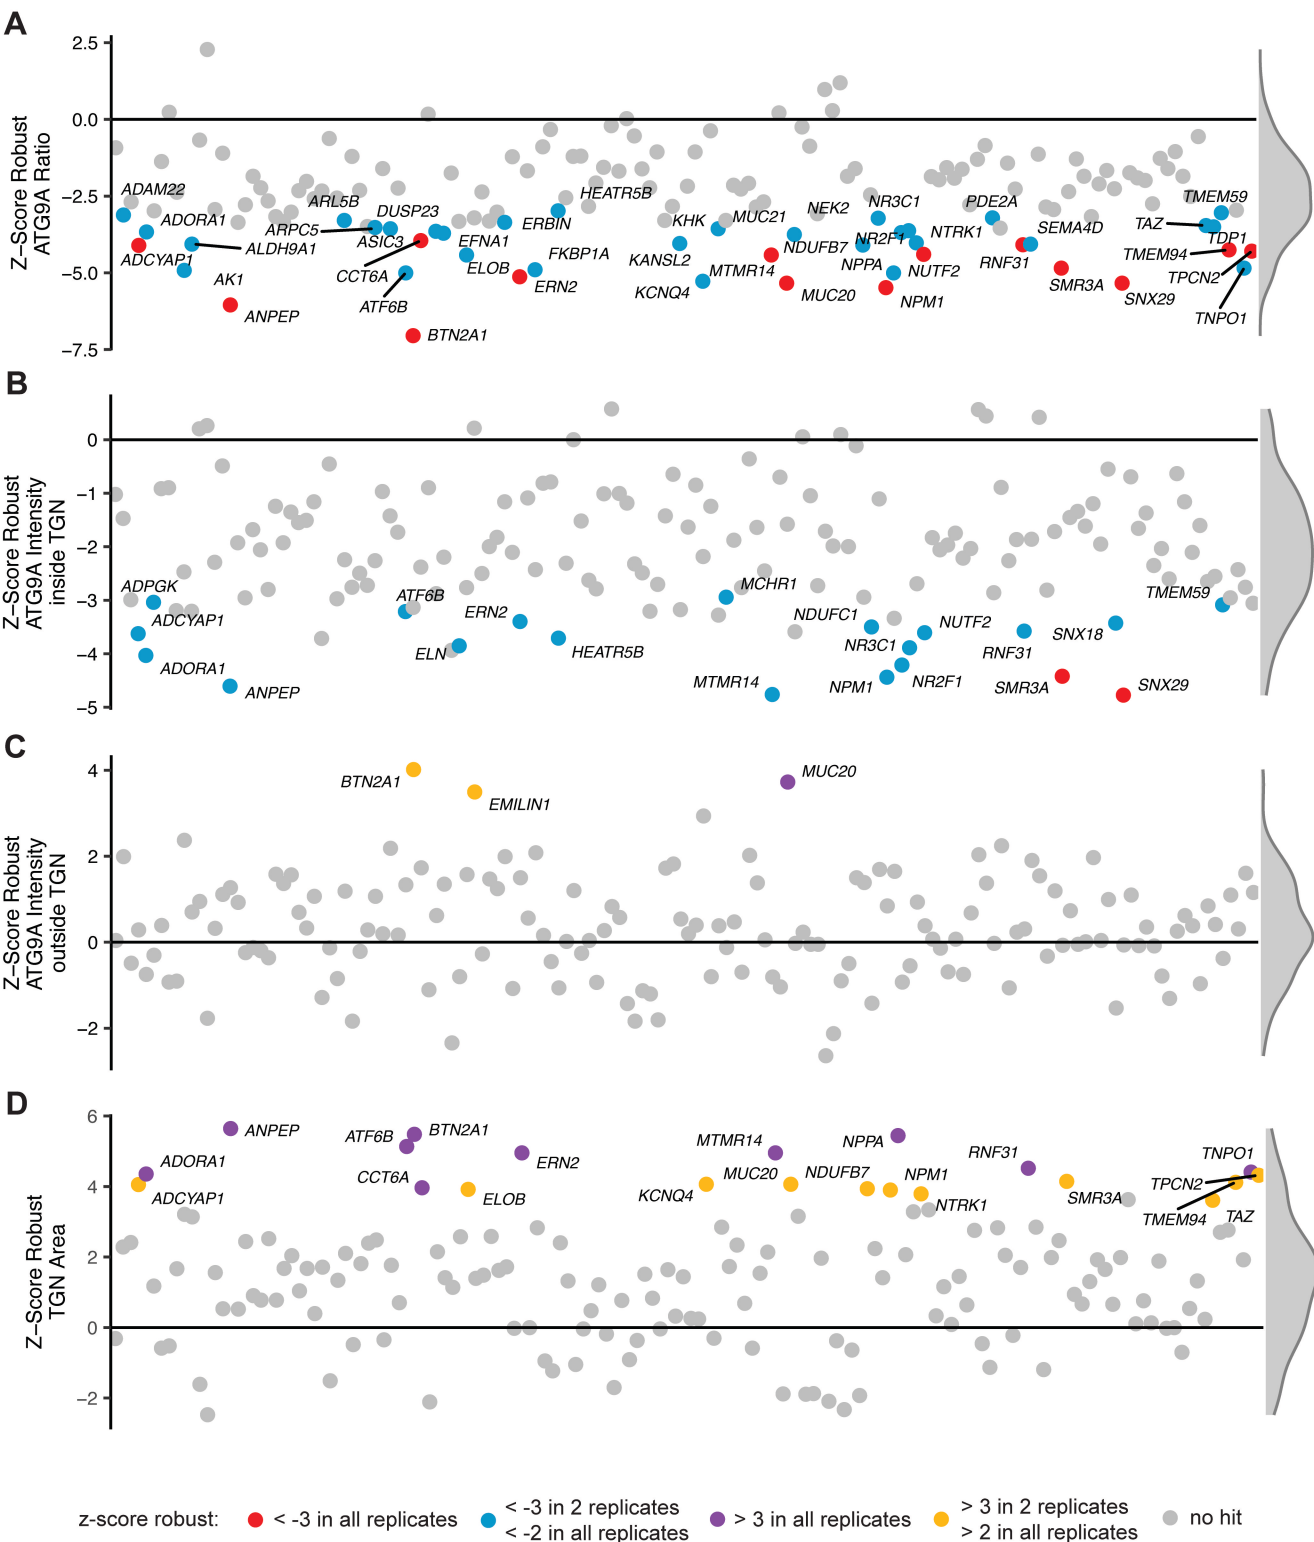 A
Z−Score Robust
ATG9A Ratio
2.5
0.0
−2.5
−5.0
−7.5
ADAM22
ADORA1
ADCYAP1
ALDH9A1
AK1
ANPEP
ARL5B
ARPC5
DUSP23
ASIC3
CCT6A
ATF6B
BTN2A1
EFNA1
ELOB
ERBIN
ERN2
FKBP1A
HEATR5B
KHK
KANSL2
KCNQ4
MUC21
MTMR14
NDUFB7
MUC20
NEK2
NR3C1
NR2F1
NPPA
NUTF2
NPM1
NTRK1
PDE2A
RNF31
SEMA4D
SMR3A
SNX29
TMEM59
TAZ
TDP1
TMEM94
TPCN2
TNPO1
B
Z−Score Robust
ATG9A Intensity
inside TGN
0
−1
−2
−3
−4
−5
ADPGK
ADCYAP1
ADORA1
ANPEP
ATF6B
ELN
ERN2
HEATR5B
MCHR1
MTMR14
NDUFC1
NR3C1
NPM1
NUTF2
NR2F1
RNF31
SNX18
SMR3A
SNX29
TMEM59
C
Z−Score Robust
ATG9A Intensity
outside TGN
4
2
0
−2
BTN2A1
EMILIN1
MUC20
D
Z−Score Robust
TGN Area
6
4
2
0
−2
ANPEP
ADORA1
ADCYAP1
ATF6B
BTN2A1
CCT6A
ELOB
ERN2
KCNQ4
MTMR14
MUC20
NDUFB7
NPPA
NPM1
NTRK1
RNF31
SMR3A
TNPO1
TPCN2
TMEM94
TAZ
z-score robust:
< -3 in all replicates
< -3 in 2 replicates
< -2 in all replicates
> 3 in all replicates
> 3 in 2 replicates
> 2 in all replicates
no hit